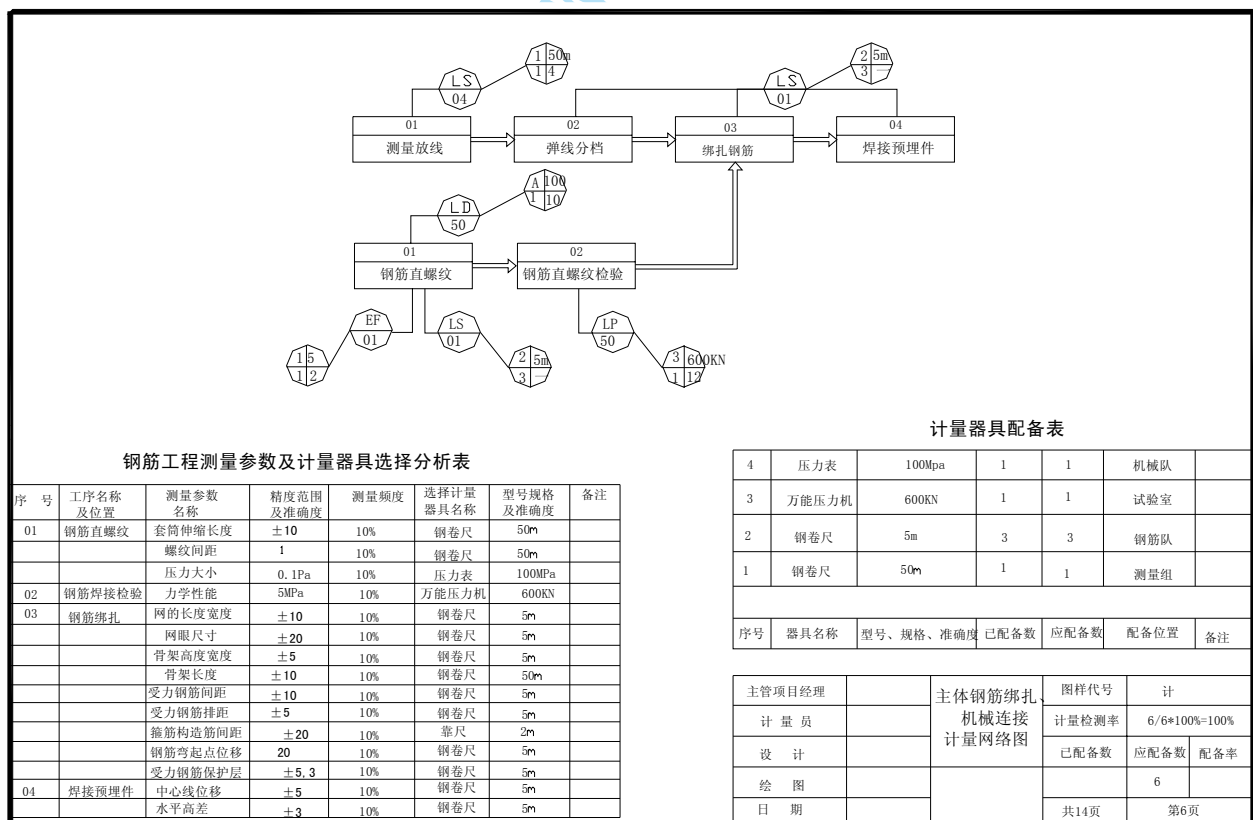 1 50m
1 4
LS
04
2 5m
3 一
LS
01
01
测量放线
02
弹线分档
03
绑扎钢筋
04
焊接预埋件
A 100
1 10
LD
50
01
钢筋直螺纹
02
钢筋直螺纹检验
EF
01
LS
01
LP
50
1 5
1 2
2 5m
3 一
3 600KN
1 12
钢筋工程测量参数及计量器具选择分析表
序 号 工序名称及位置 测量参数名称 精度范围及准确度 测量频度 选择计量器具名称 型号规格及准确度 备注
01 钢筋直螺纹 套筒伸缩长度 ±10 10% 钢卷尺 50m
螺纹间距 1 10% 钢卷尺 50m
压力大小 0.1Pa 10% 压力表 100MPa
02 钢筋焊接检验 力学性能 5MPa 10% 万能压力机 600KN
03 钢筋绑扎 网的长度宽度 ±10 10% 钢卷尺 5m
网眼尺寸 ±20 10% 钢卷尺 5m
骨架高度宽度 ±5 10% 钢卷尺 5m
骨架长度 ±10 10% 钢卷尺 50m
受力钢筋间距 ±10 10% 钢卷尺 5m
受力钢筋排距 ±5 10% 钢卷尺 5m
箍筋构造筋间距 ±20 10% 靠尺 2m
钢筋弯起点位移 20 10% 钢卷尺 5m
受力钢筋保护层 ±5,3 10% 钢卷尺 5m
04 焊接预埋件 中心线位移 ±5 10% 钢卷尺 5m
水平高差 ±3 10% 钢卷尺 5m
计量器具配备表
4 压力表 100Mpa 1 1 机械队
3 万能压力机 600KN 1 1 试验室
2 钢卷尺 5m 3 3 钢筋队
1 钢卷尺 50m 1 1 测量组
序号 器具名称 型号、规格、准确度 已配备数 应配备数 配备位置 备注
主管项目经理 主体钢筋绑扎、 图样代号 计
计 量 员 机械连接 计量检测率 6/6*100%=100%
计量网络图
设 计 已配备数 应配备数 配备率
绘 图 6
日 期 共14页 第6页